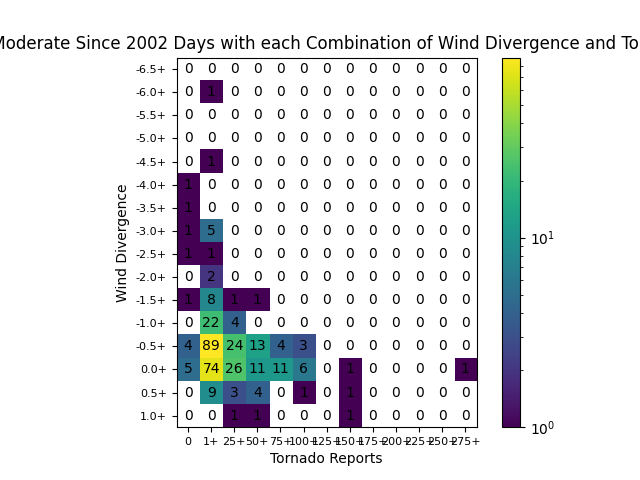 Moderate Since 2002 Days with each Combination of Wind Divergence and To
-6.5+ 0 0 0 0 0 0 0 0 0 0 0 0 0
-6.0+ 0 1 0 0 0 0 0 0 0 0 0 0 0
-5.5+ 0 0 0 0 0 0 0 0 0 0 0 0 0
-5.0+ 0 0 0 0 0 0 0 0 0 0 0 0 0
-4.5+ 0 1 0 0 0 0 0 0 0 0 0 0 0
-4.0+ 1 0 0 0 0 0 0 0 0 0 0 0 0
-3.5+ 1 0 0 0 0 0 0 0 0 0 0 0 0
-3.0+ 1 5 0 0 0 0 0 0 0 0 0 0 0
-2.5+ 1 1 0 0 0 0 0 0 0 0 0 0 0
-2.0+ 0 2 0 0 0 0 0 0 0 0 0 0 0
-1.5+ 1 8 1 1 0 0 0 0 0 0 0 0 0
-1.0+ 0 22 4 0 0 0 0 0 0 0 0 0 0
-0.5+ 4 89 24 13 4 3 0 0 0 0 0 0 0
0.0+ 5 74 26 11 11 6 0 1 0 0 0 0 1
0.5+ 0 9 3 4 0 1 0 1 0 0 0 0 0
1.0+ 0 0 1 1 0 0 0 1 0 0 0 0 0
0 1+ 25+ 50+ 75+ 100+ 125+ 150+ 175+ 200+ 225+ 250+ 275+
Tornado Reports
Wind Divergence
10¹
10⁰